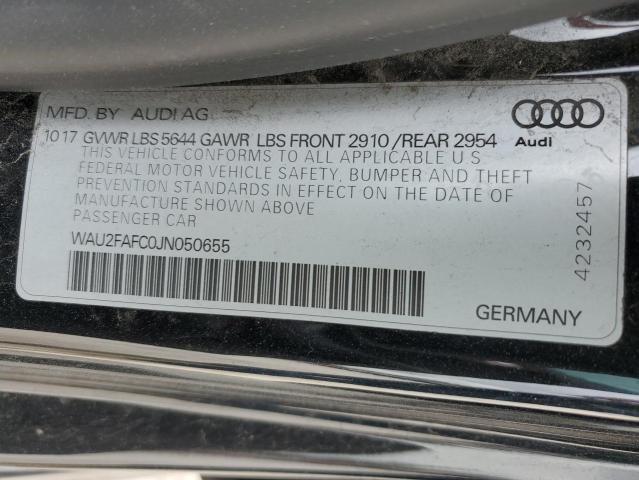 MFD. BY AUDI AG
10 17 GVWR LBS 5644 GAWR LBS FRONT 2910 / REAR 2954
Audi
THIS VEHICLE CONFORMS TO ALL APPLICABLE U S
FEDERAL MOTOR VEHICLE SAFETY, BUMPER AND THEFT
PREVENTION STANDARDS IN EFFECT ON THE DATE OF
MANUFACTURE SHOWN ABOVE
PASSENGER CAR
WAU2FAFC0JN050655
4232457
GERMANY